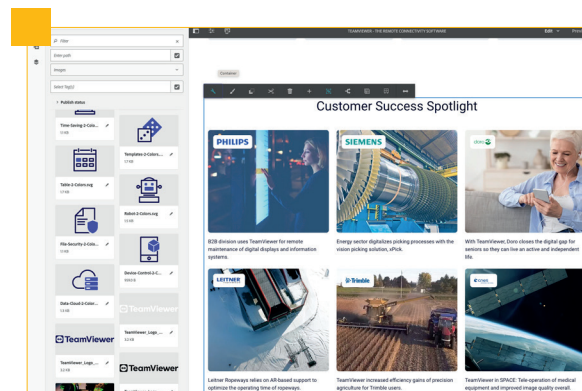 Filter
TEAMVIEWER - THE REMOTE CONNECTIVITY SOFTWARE
Edit
Enter path
Images
Select Tag(s)
Publish status
Container
Customer Success Spotlight
Time-Saving-2-Colo...
Templates-2-Colors....
Table-2-Colors.svg
Robot-2-Colors.svg
File-Security-2-Colo...
Device-Control-2-C...
Data-Cloud-2-Color...
TeamViewer
TeamViewer_Logo_...
TeamViewer
TeamViewer_Logo_...
TeamViewer
PHILIPS
SIEMENS
doro
B2B division uses TeamViewer for remote
maintenance of digital displays and information
systems.
Energy sector digitalizes picking processes with the
vision picking solution, xPick.
With TeamViewer, Doro closes the digital gap for
seniors so they can live an active and independent
life.
LEITNER
Trimble
Leitner Ropeways relies on AR-based support to
optimize the operating time of ropeways.
TeamViewer increased efficiency gains of precision
agriculture for Trimble users.
TeamViewer in SPACE: Tele-operation of medical
equipment and improved image quality overall